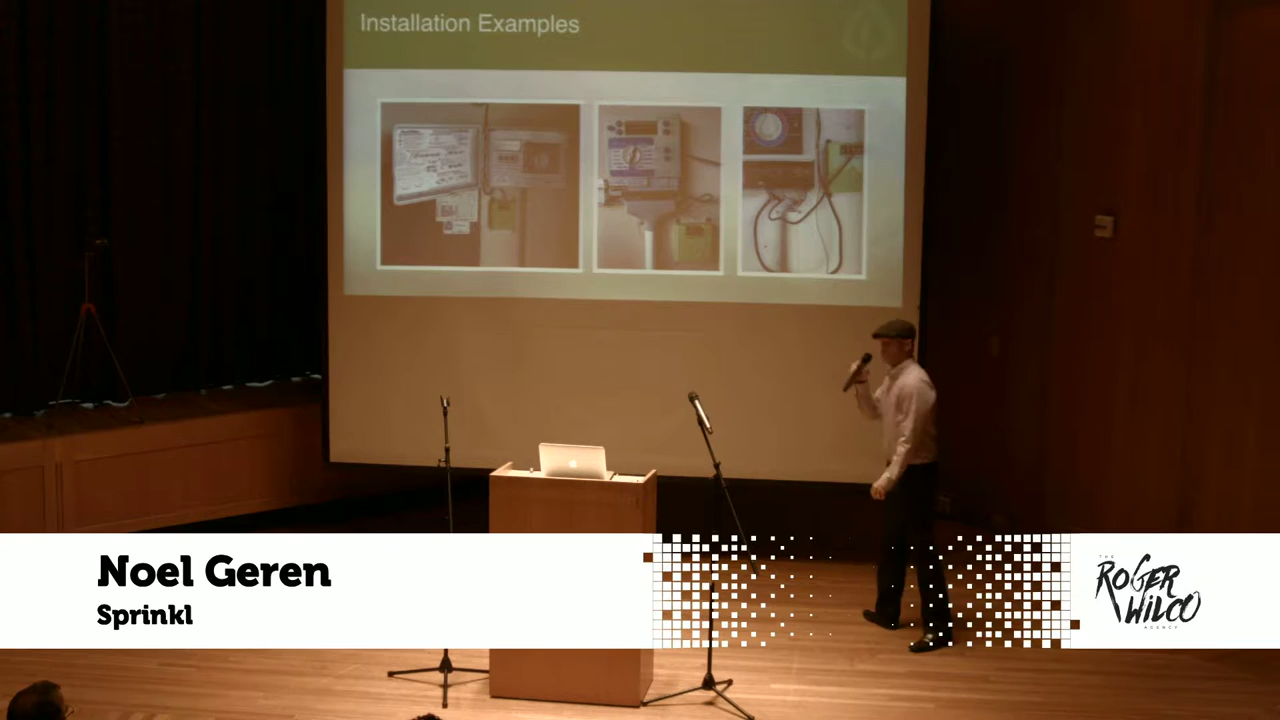 Installation Examples
Noel Geren
Sprinkl
THE
ROGER
WILCO
AGENCY